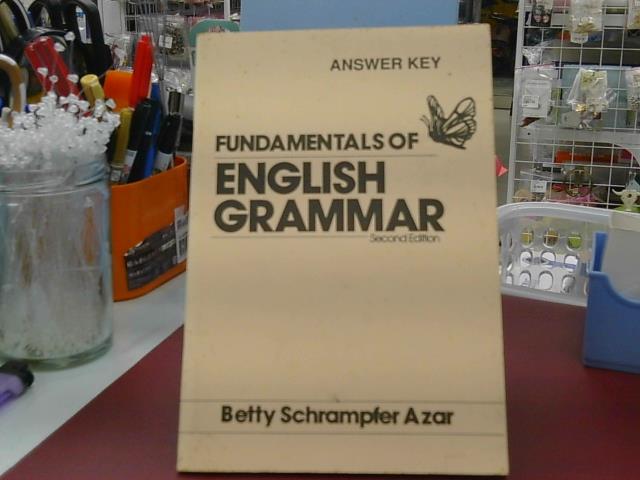 ANSWER KEY
FUNDAMENTALS OF
ENGLISH
GRAMMAR
Second Edition
Betty Schrampfer Azar